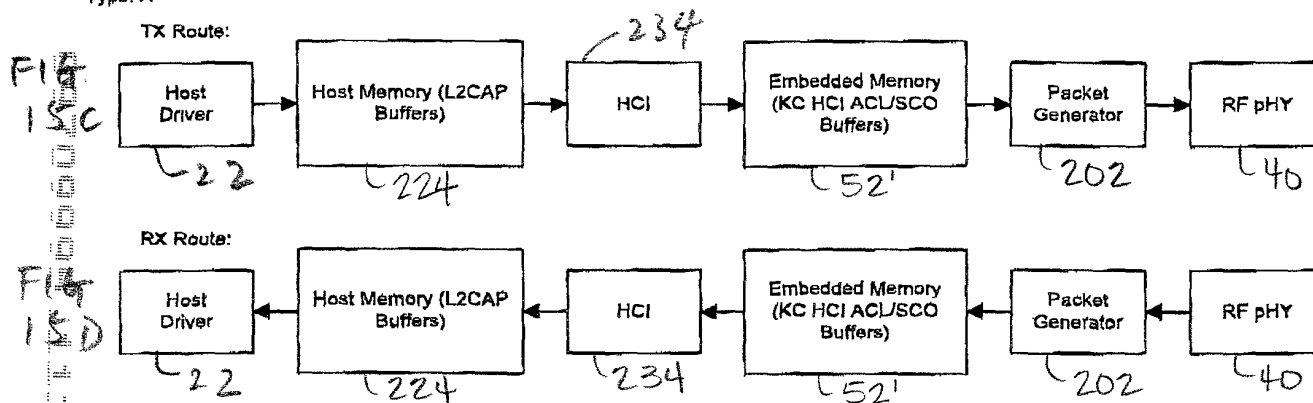 TX Route:
234
FIG
15C
Host
Driver
Host Memory (L2CAP
Buffers)
HCI
Embedded Memory
(KC HCI ACL/SCO
Buffers)
Packet
Generator
RF pHY
22
224
52'
202
40
RX Route:
FIG
15D
Host
Driver
Host Memory (L2CAP
Buffers)
HCI
Embedded Memory
(KC HCI ACL/SCO
Buffers)
Packet
Generator
RF pHY
22
224
234
52'
202
40